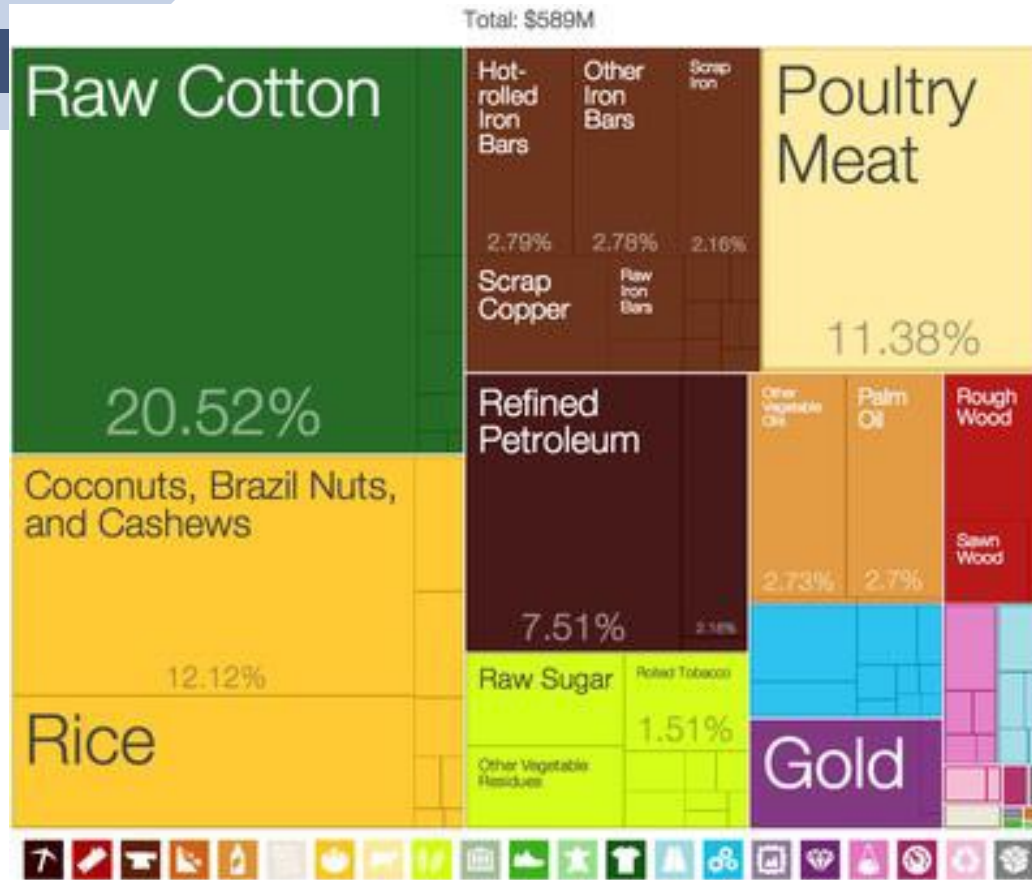 Total: $589M
Raw Cotton
20.52%
Hot-
rolled
Iron
Bars
2.79%
Other
Iron
Bars
2.78%
Scrap
Iron
2.16%
Scrap
Copper
Raw
Iron
Bars
Poultry
Meat
11.38%
Coconuts, Brazil Nuts,
and Cashews
12.12%
Rice
Refined
Petroleum
7.51%
Other
Vegetable
Oils
2.73%
Palm
Oil
2.7%
Rough
Wood
Sawn
Wood
Raw Sugar
Rolled Tobacco
1.51%
Other Vegetable
Residues
Gold